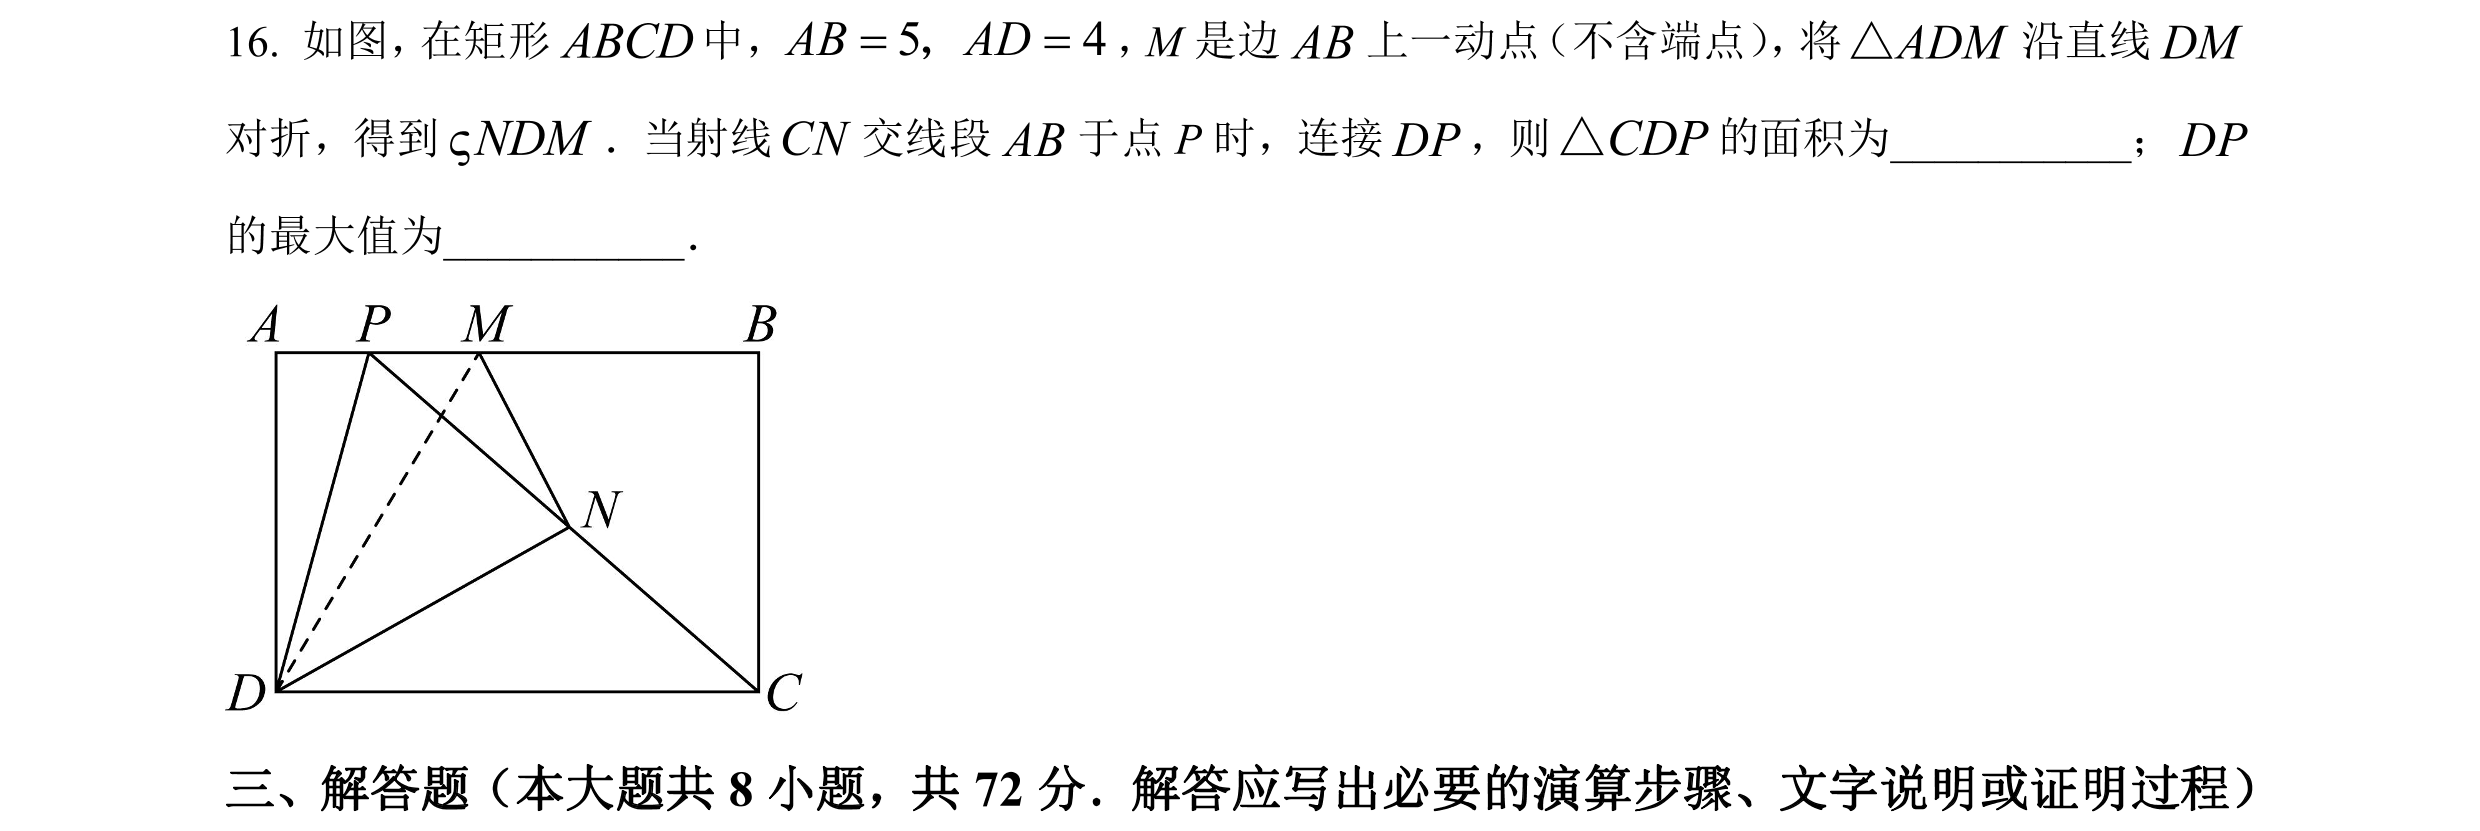 16. 如图,在矩形 ABCD 中,AB = 5, AD = 4,M 是边 AB 上一动点(不含端点),将 △ADM 沿直线 DM
对折,得到 ςNDM .当射线 CN 交线段 AB 于点 P 时,连接 DP,则 △CDP 的面积为___________;DP
的最大值为___________.
A P M B
N
D C
三、解答题(本大题共 8 小题,共 72 分.解答应写出必要的演算步骤、文字说明或证明过程)